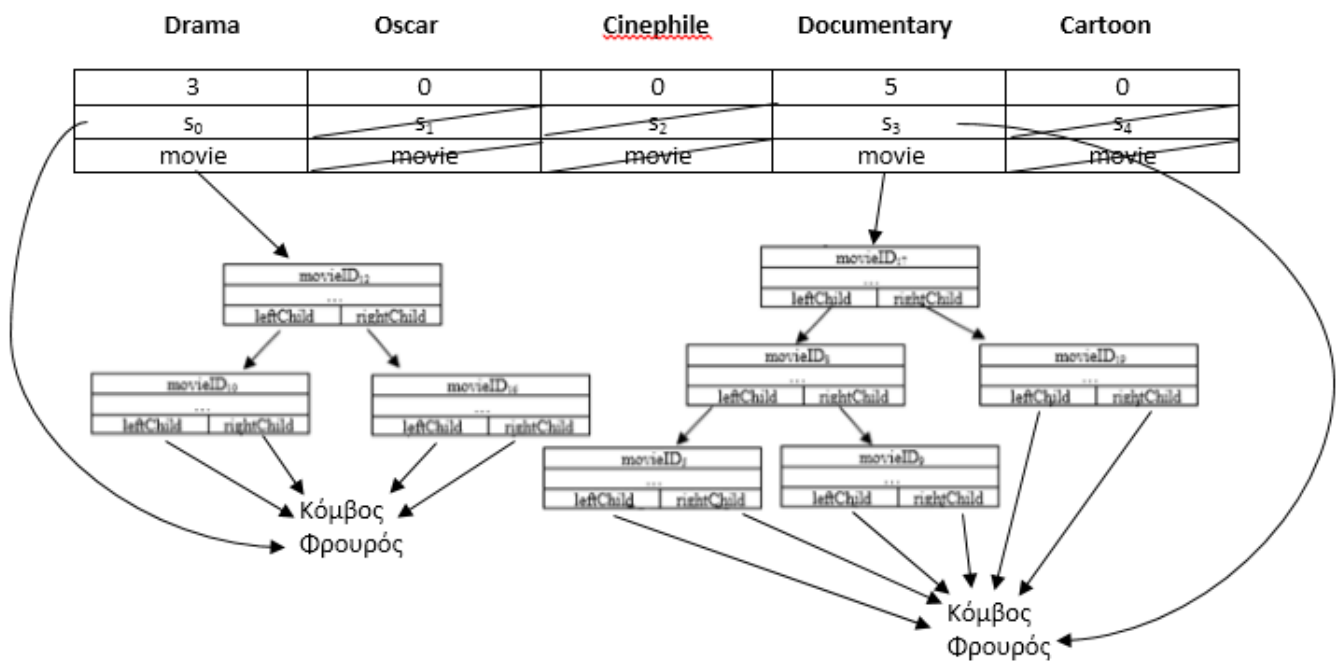 Drama Oscar Cinephile Documentary Cartoon
3 0 0 5 0
s₀ s₁ s₂ s₃ s₄
movie movie movie movie movie
movieID₁₂
...
leftChild rightChild
movieID₁₇
...
leftChild rightChild
movieID₁₀
...
leftChild rightChild
movieID₁₆
...
leftChild rightChild
movieID₈
...
leftChild rightChild
movieID₁₉
...
leftChild rightChild
movieID₅
...
leftChild rightChild
movieID₉
...
leftChild rightChild
Κόμβος
Φρουρός
Κόμβος
Φρουρός